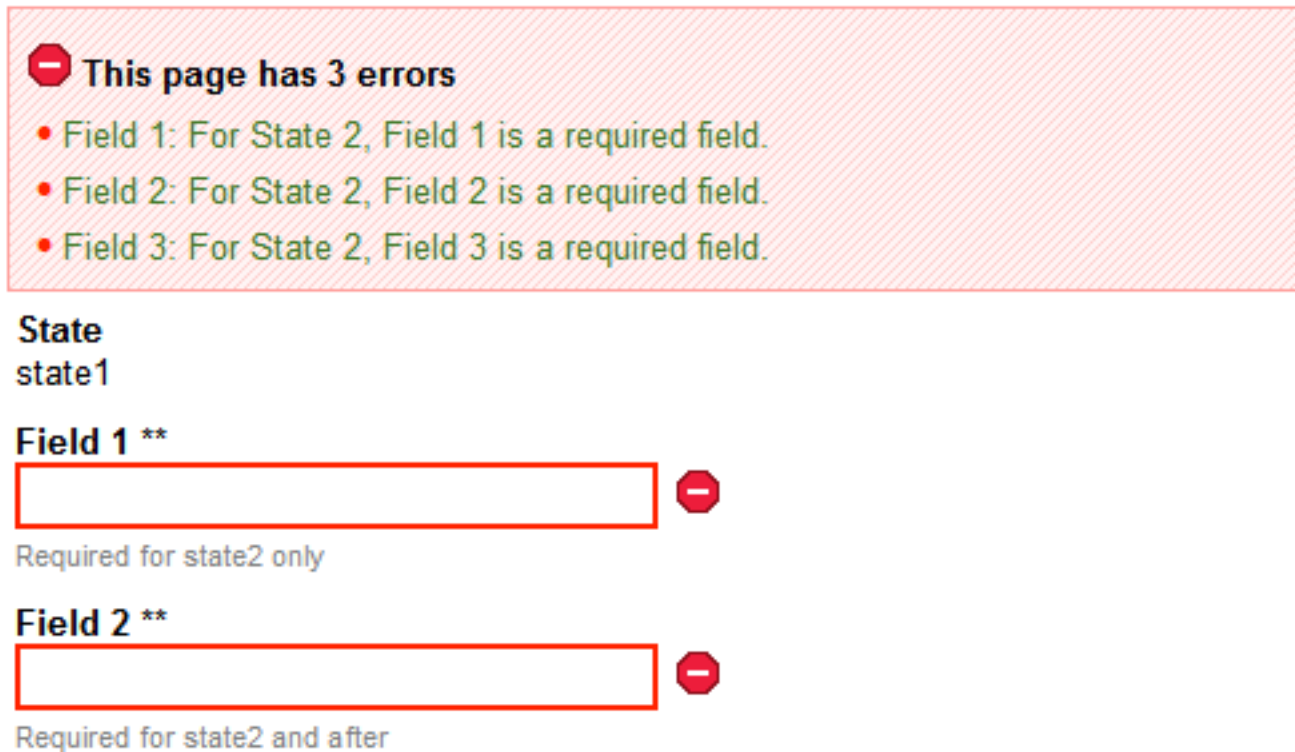 This page has 3 errors
• Field 1: For State 2, Field 1 is a required field.
• Field 2: For State 2, Field 2 is a required field.
• Field 3: For State 2, Field 3 is a required field.
State
state1
Field 1 **
Required for state2 only
Field 2 **
Required for state2 and after